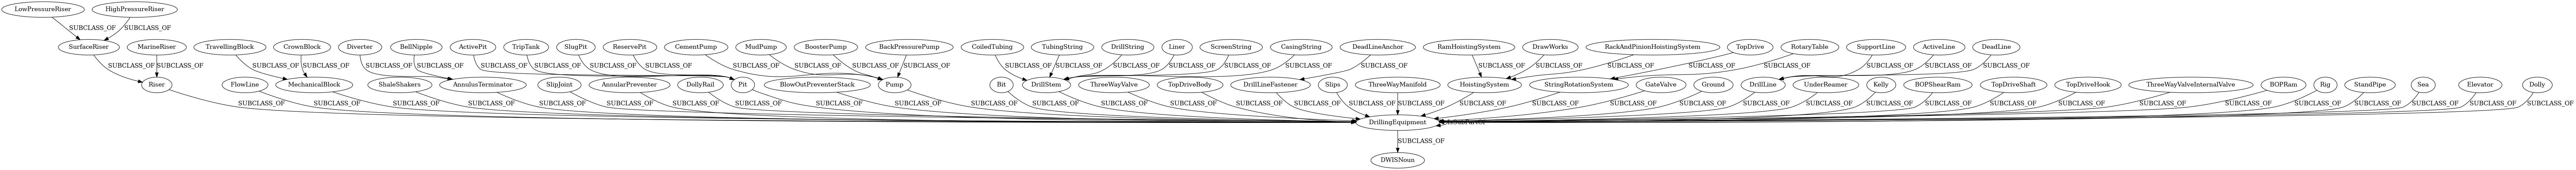 LowPressureRiser HighPressureRiser
SUBCLASS_OF SUBCLASS_OF
SurfaceRiser MarineRiser TravellingBlock CrownBlock Diverter BellNipple ActivePit TripTank SlugPit ReservePit CementPump MudPump BoosterPump BackPressurePump CoiledTubing TubingString DrillString Liner ScreenString CasingString DeadLineAnchor RamHoistingSystem DrawWorks RackAndPinionHoistingSystem TopDrive RotaryTable SupportLine ActiveLine DeadLine
SUBCLASS_OF SUBCLASS_OF SUBCLASS_OF SUBCLASS_OF SUBCLASS_OF SUBCLASS_OF SUBCLASS_OF SUBCLASS_OF SUBCLASS_OF SUBCLASS_OF SUBCLASS_OF SUBCLASS_OF SUBCLASS_OF SUBCLASS_OF SUBCLASS_OF SUBCLASS_OF SUBCLASS_OF SUBCLASS_OF SUBCLASS_OF SUBCLASS_OF SUBCLASS_OF SUBCLASS_OF SUBCLASS_OF SUBCLASS_OF SUBCLASS_OF SUBCLASS_OF SUBCLASS_OF SUBCLASS_OF SUBCLASS_OF
Riser FlowLine MechanicalBlock ShaleShakers AnnulusTerminator SlipJoint AnnularPreventer DollyRail Pit BlowOutPreventerStack Pump Bit DrillStem ThreeWayValve TopDriveBody DrillLineFastener Slips ThreeWayManifold HoistingSystem StringRotationSystem GateValve Ground DrillLine UnderReamer Kelly BOPShearRam TopDriveShaft TopDriveHook ThreeWayValveInternalValve BOPRam Rig StandPipe Sea Elevator Dolly
SUBCLASS_OF SUBCLASS_OF SUBCLASS_OF SUBCLASS_OF SUBCLASS_OF SUBCLASS_OF SUBCLASS_OF SUBCLASS_OF SUBCLASS_OF SUBCLASS_OF SUBCLASS_OF SUBCLASS_OF SUBCLASS_OF SUBCLASS_OF SUBCLASS_OF SUBCLASS_OF SUBCLASS_OF SUBCLASS_OF SUBCLASS_OF SUBCLASS_OF SUBCLASS_OF SUBCLASS_OF SUBCLASS_OF SUBCLASS_OF SUBCLASS_OF SUBCLASS_OF SUBCLASS_OF SUBCLASS_OF SUBCLASS_OF SUBCLASS_OF SUBCLASS_OF SUBCLASS_OF SUBCLASS_OF SUBCLASS_OF SUBCLASS_OF
DrillingEquipment
SUBCLASS_OF
DWISNoun